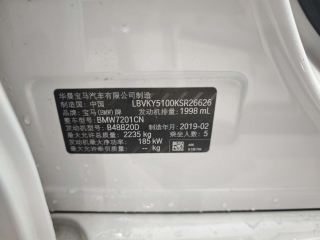 华晨宝马汽车有限公司制造
制造国: 中国 LBVKY5100KSR26626
品牌: 宝马(BMW)牌 发动机排量: 1998 mL
最大允许总质量: 2235 kg
整车型号: BMW7201CN
发动机型号: B48B20D 制造年月: 2019-02
发动机最大净功率: 185 kW 乘坐人数: 5
最大允许牵引质量: -- kg